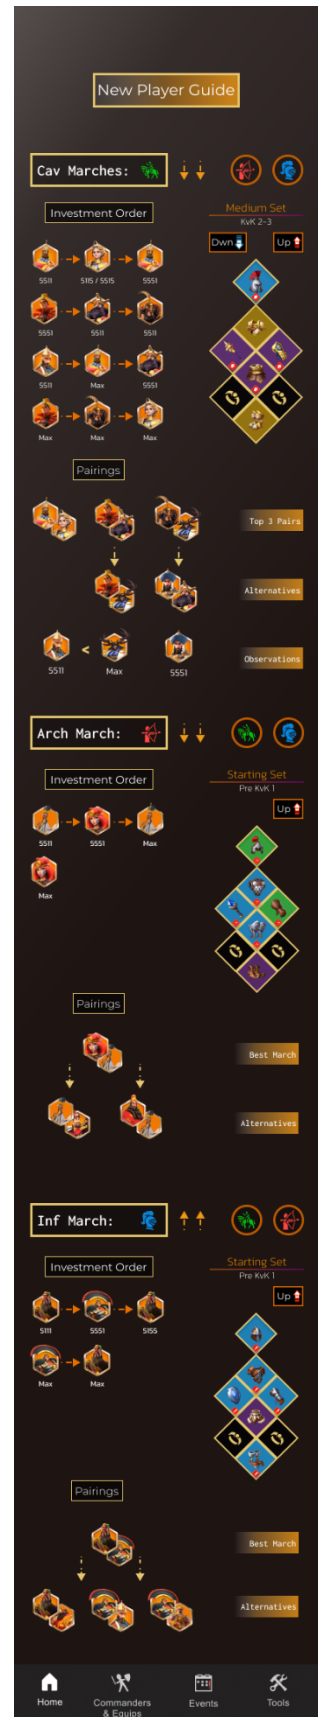 New Player Guide
Cav Marches:
Investment Order
Medium Set
KvK 2-3
Dwn
Up
5511
5115 / 5515
5551
5551
5511
5511
5511
Max
5551
Max
Max
Max
Pairings
Top 3 Pairs
Alternatives
5511
<
Max
5551
Observations
Arch March:
Investment Order
Starting Set
Pre KvK 1
Up
5511
5551
Max
Max
Pairings
Best March
Alternatives
Inf March:
Investment Order
Starting Set
Pre KvK 1
Up
5111
5551
5155
Max
Max
Pairings
Best March
Alternatives
Home
Commanders
& Equips
Events
Tools